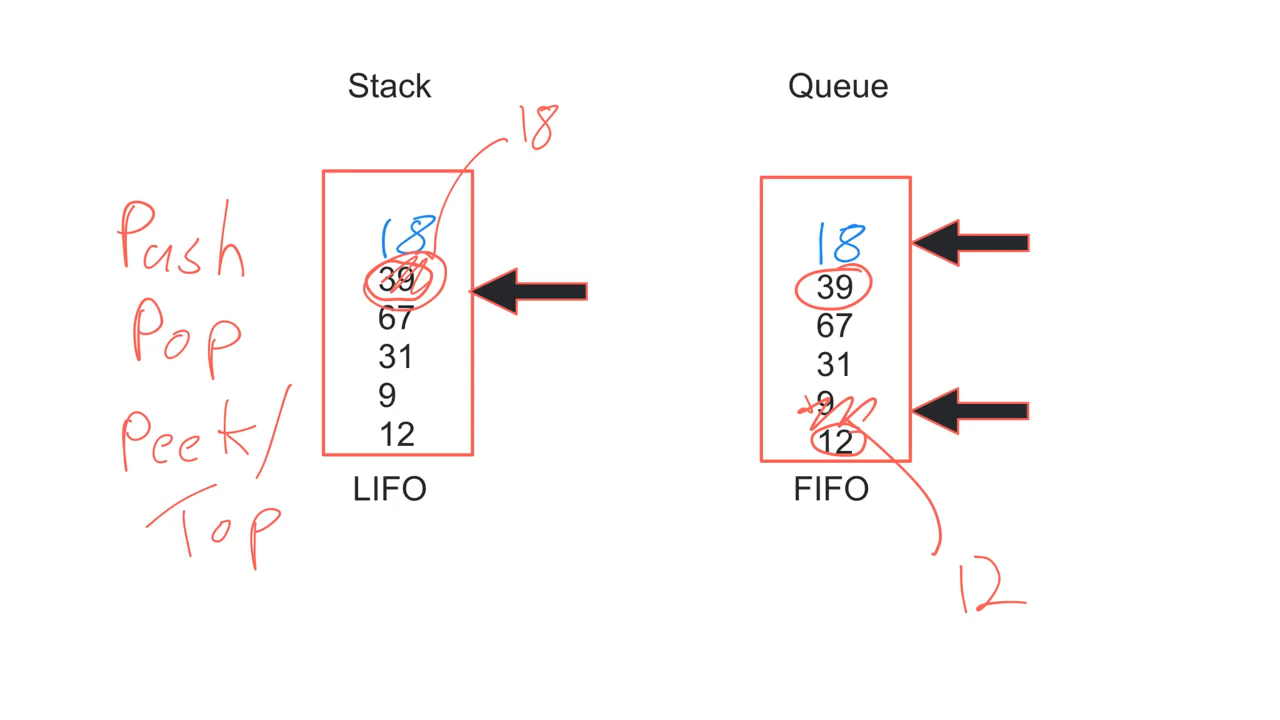 Stack
Queue
18
Push
Pop
Peek/
Top
18
39
67
31
9
12
LIFO
18
39
67
31
9
12
FIFO
12